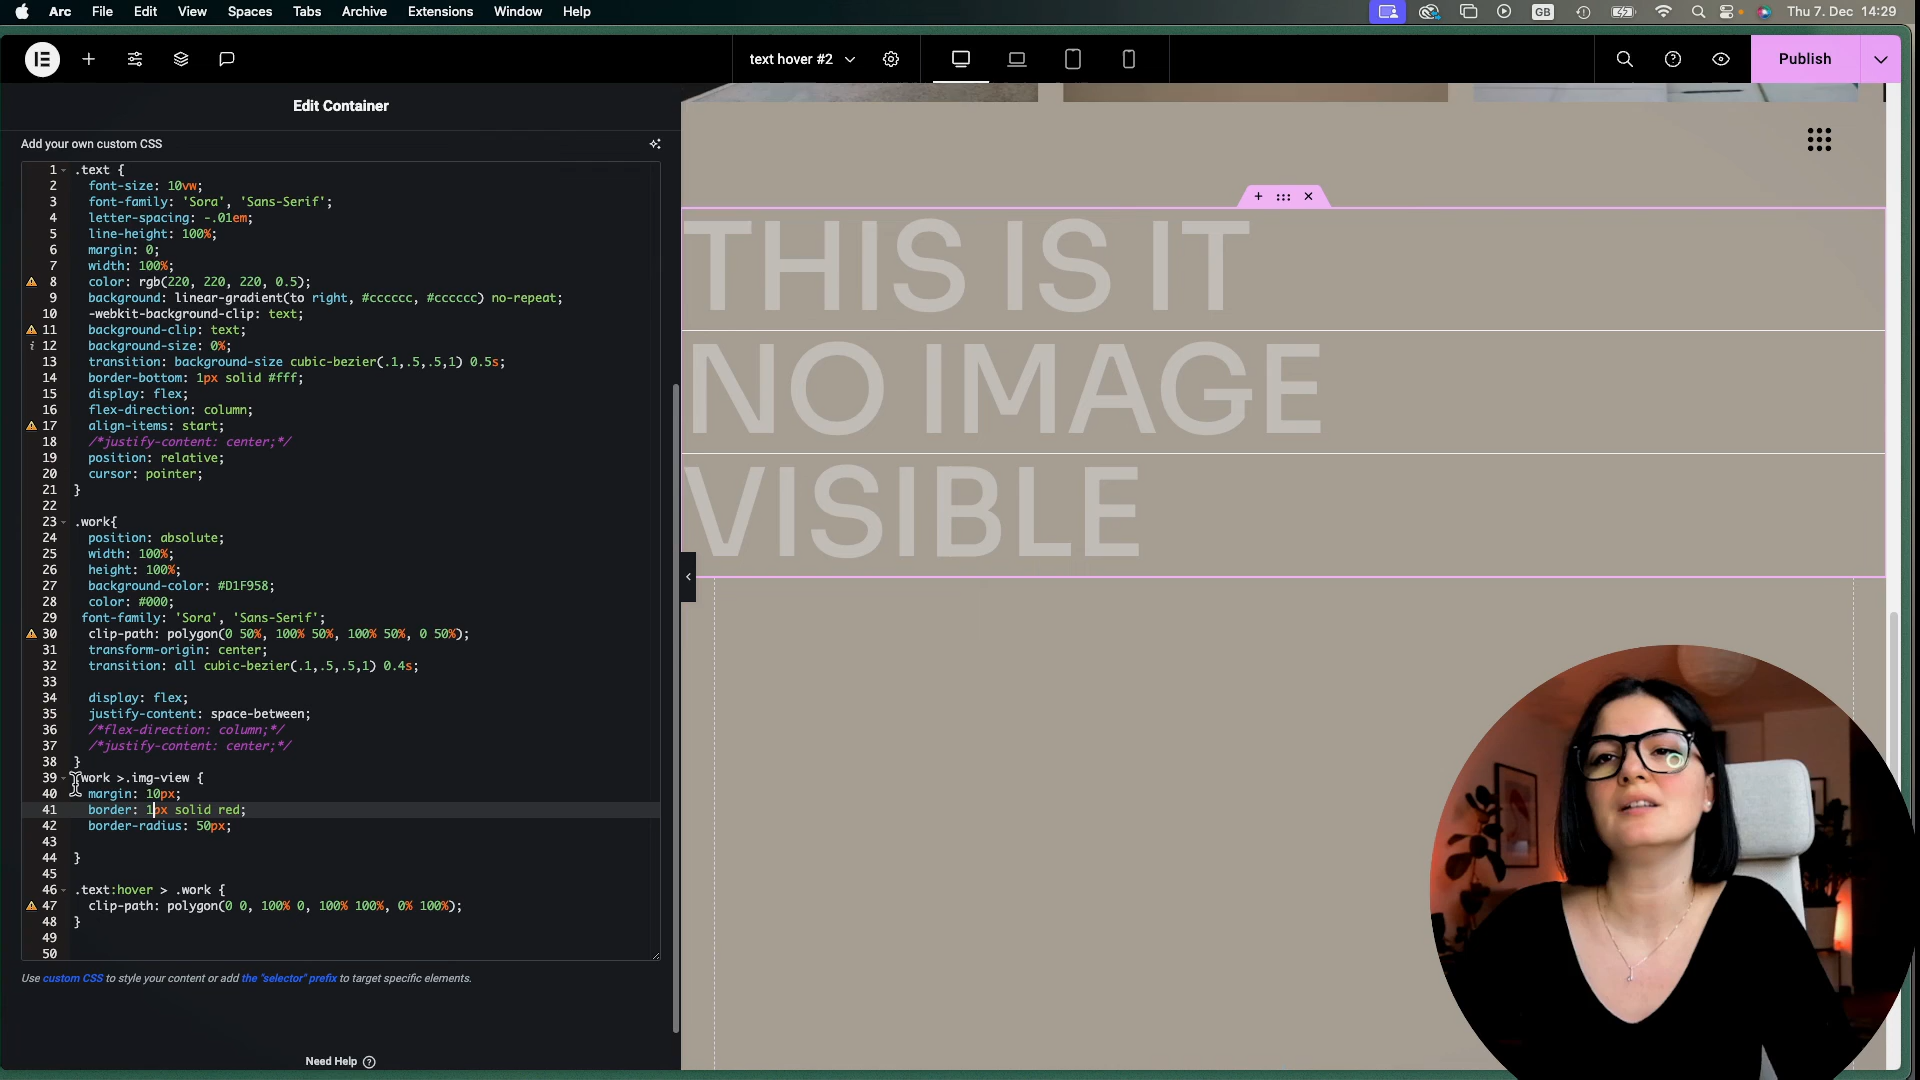 Arc File Edit View Spaces Tabs Archive Extensions Window Help GB Thu 7. Dec 14:29
text hover #2 Publish
Edit Container
Add your own custom CSS
1 .text {
2 font-size: 10vw;
3 font-family: 'Sora', 'Sans-Serif';
4 letter-spacing: -.01em;
5 line-height: 100%;
6 margin: 0;
7 width: 100%;
8 color: rgb(220, 220, 220, 0.5);
9 background: linear-gradient(to right, #cccccc, #cccccc) no-repeat;
10 -webkit-background-clip: text;
11 background-clip: text;
12 background-size: 0%;
13 transition: background-size cubic-bezier(.1,.5,.5,1) 0.5s;
14 border-bottom: 1px solid #fff;
15 display: flex;
16 flex-direction: column;
17 align-items: start;
18 /*justify-content: center;*/
19 position: relative;
20 cursor: pointer;
21 }
22
23 .work{
24 position: absolute;
25 width: 100%;
26 height: 100%;
27 background-color: #D1F958;
28 color: #000;
29 font-family: 'Sora', 'Sans-Serif';
30 clip-path: polygon(0 50%, 100% 50%, 100% 50%, 0 50%);
31 transform-origin: center;
32 transition: all cubic-bezier(.1,.5,.5,1) 0.4s;
33
34 display: flex;
35 justify-content: space-between;
36 /*flex-direction: column;*/
37 /*justify-content: center;*/
38 }
39 work >.img-view {
40 margin: 10px;
41 border: 1px solid red;
42 border-radius: 50px;
43
44 }
45
46 .text:hover > .work {
47 clip-path: polygon(0 0, 100% 0, 100% 100%, 0% 100%);
48 }
49
50
Use custom CSS to style your content or add the "selector" prefix to target specific elements.
Need Help
THIS IS IT
NO IMAGE
VISIBLE